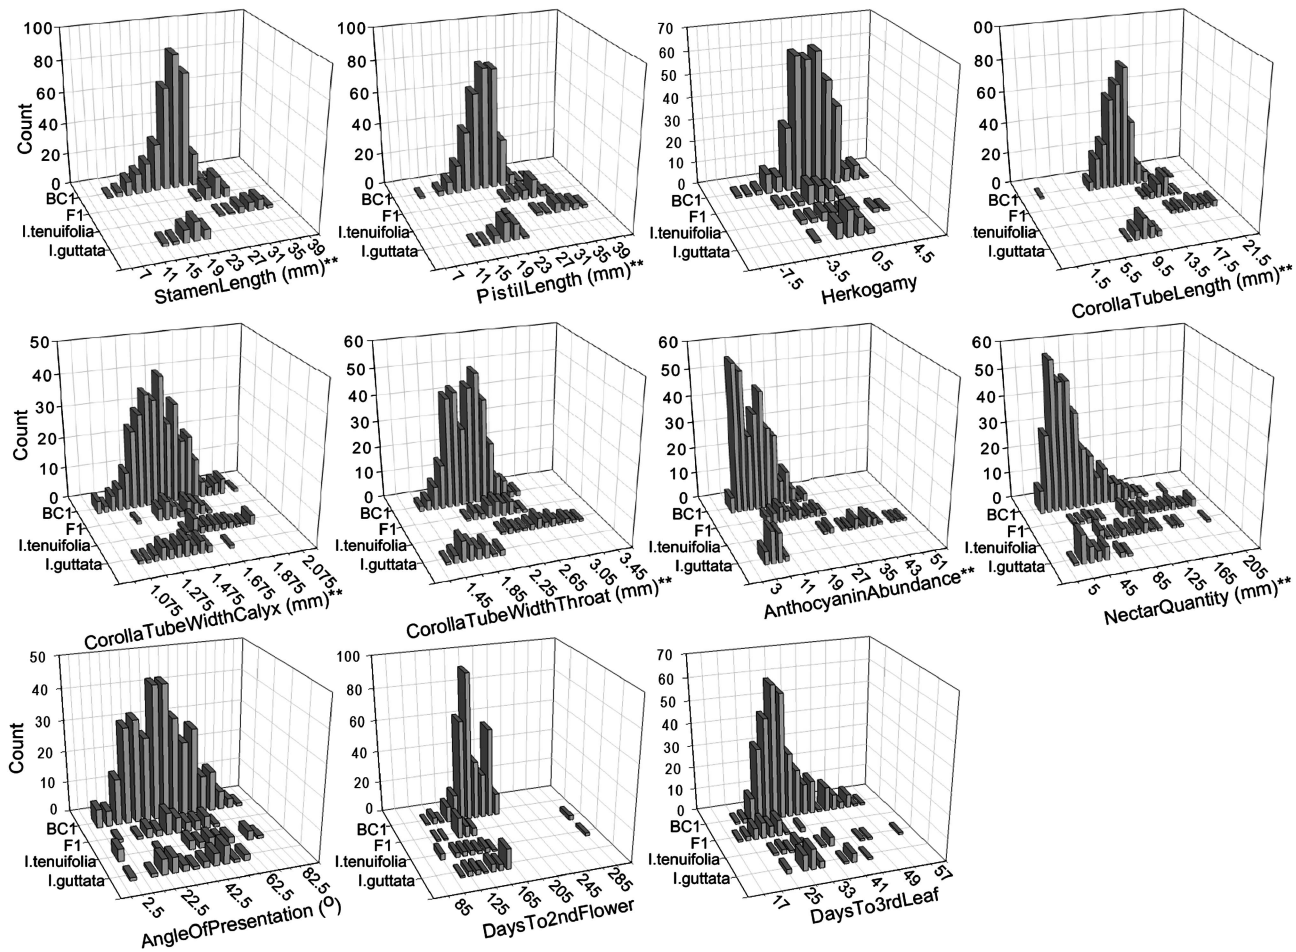 100
80
60
40
20
0
Count
BC1
F1
I.tenuifolia
I.guttata
7
11
15
19
23
27
31
35
39
StamenLength (mm)**
100
80
60
40
20
0
BC1
F1
I.tenuifolia
I.guttata
7
11
15
19
23
27
31
35
39
PistilLength (mm)**
70
60
50
40
30
20
10
0
BC1
F1
I.tenuifolia
I.guttata
-7.5
-3.5
0.5
4.5
Herkogamy
00
80
60
40
20
0
BC1
F1
.tenuifolia
I.guttata
1.5
5.5
9.5
13.5
17.5
21.5
CorollaTubeLength (mm)**
50
40
30
20
10
0
Count
BC1
F1
I.tenuifolia
I.guttata
1.075
1.275
1.475
1.675
1.875
2.075
CorollaTubeWidthCalyx (mm)**
60
50
40
30
20
10
0
BC1
F1
I.tenuifolia
I.guttata
1.45
1.85
2.25
2.65
3.05
3.45
CorollaTubeWidthThroat (mm)**
60
50
40
30
20
10
0
BC1
F1
I.tenuifolia
I.guttata
3
11
19
27
35
43
51
AnthocyaninAbundance**
60
50
40
30
20
10
0
BC1
F1
I.tenuifolia
I.guttata
5
45
85
125
165
205
NectarQuantity (mm)**
50
40
30
20
10
0
Count
BC1
F1
I.tenuifolia
I.guttata
2.5
22.5
42.5
62.5
82.5
AngleOfPresentation (°)
100
80
60
40
20
0
BC1
F1
I.tenuifolia
I.guttata
85
125
165
205
245
285
DaysTo2ndFlower
70
60
50
40
30
20
10
0
BC1
F1
I.tenuifolia
I.guttata
17
25
33
41
49
57
DaysTo3rdLeaf